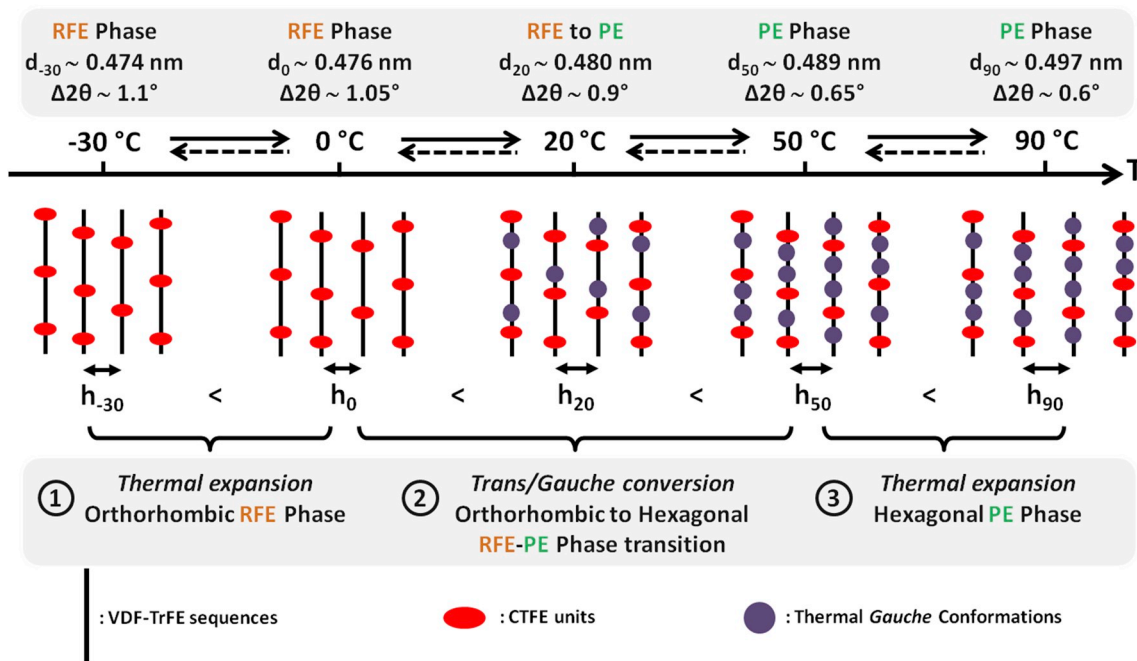 RFE Phase
d-30 ~ 0.474 nm
Δ2θ ~ 1.1°
RFE Phase
d0 ~ 0.476 nm
Δ2θ ~ 1.05°
RFE to PE
d20 ~ 0.480 nm
Δ2θ ~ 0.9°
PE Phase
d50 ~ 0.489 nm
Δ2θ ~ 0.65°
PE Phase
d90 ~ 0.497 nm
Δ2θ ~ 0.6°
-30 °C
0 °C
20 °C
50 °C
90 °C
T
h-30 < h0 < h20 < h50 < h90
1
Thermal expansion
Orthorhombic RFE Phase
2
Trans/Gauche conversion
Orthorhombic to Hexagonal
RFE-PE Phase transition
3
Thermal expansion
Hexagonal PE Phase
: VDF-TrFE sequences
: CTFE units
: Thermal Gauche Conformations